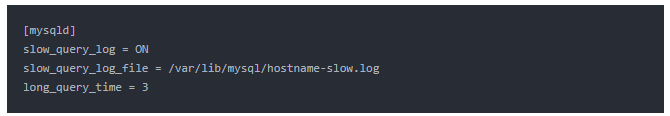 [mysqld]
slow_query_log = ON
slow_query_log_file = /var/lib/mysql/hostname-slow.log
long_query_time = 3